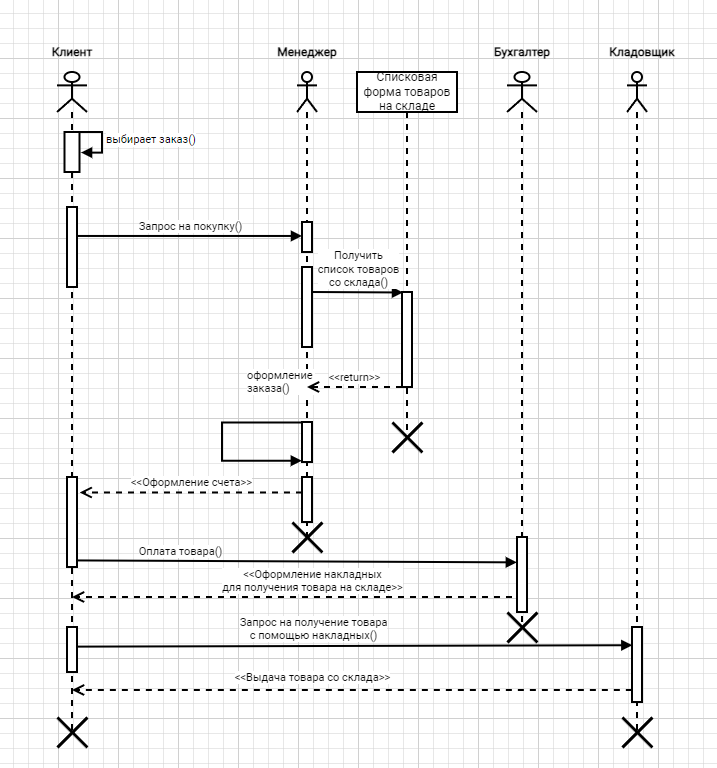 Клиент
Менеджер
Бухгалтер
Кладовщик
Списковая
форма товаров
на складе
выбирает заказ()
Запрос на покупку()
Получить
список товаров
со склада()
оформление
заказа()
<<return>>
<<Оформление счета>>
Оплата товара()
<<Оформление накладных
для получения товара на складе>>
Запрос на получение товара
с помощью накладных()
<<Выдача товара со склада>>